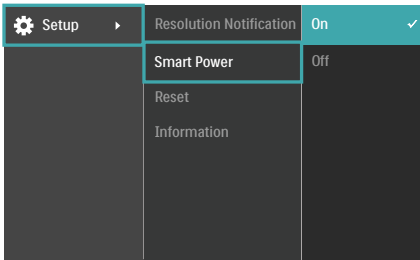 Setup
Resolution Notification
On
Smart Power
Off
Reset
Information